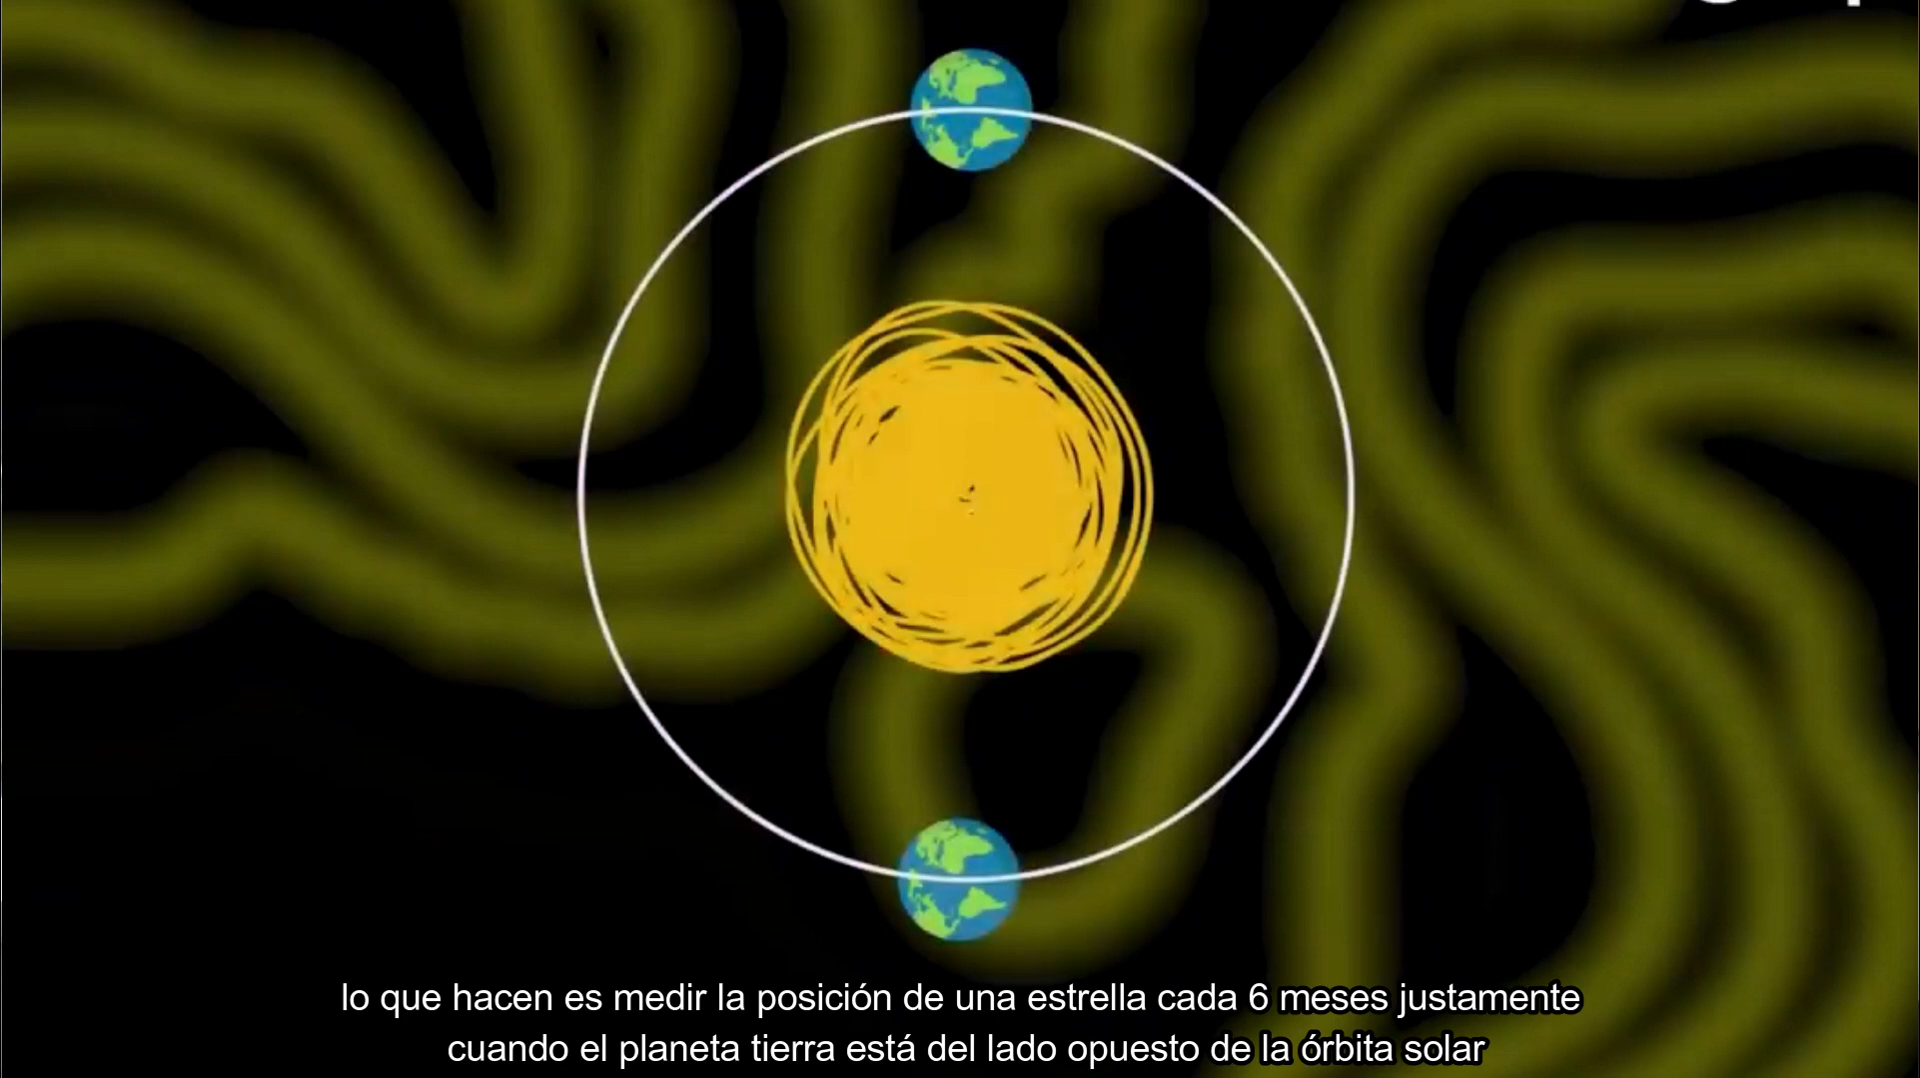 lo que hacen es medir la posición de una estrella cada 6 meses justamente
cuando el planeta tierra está del lado opuesto de la órbita solar